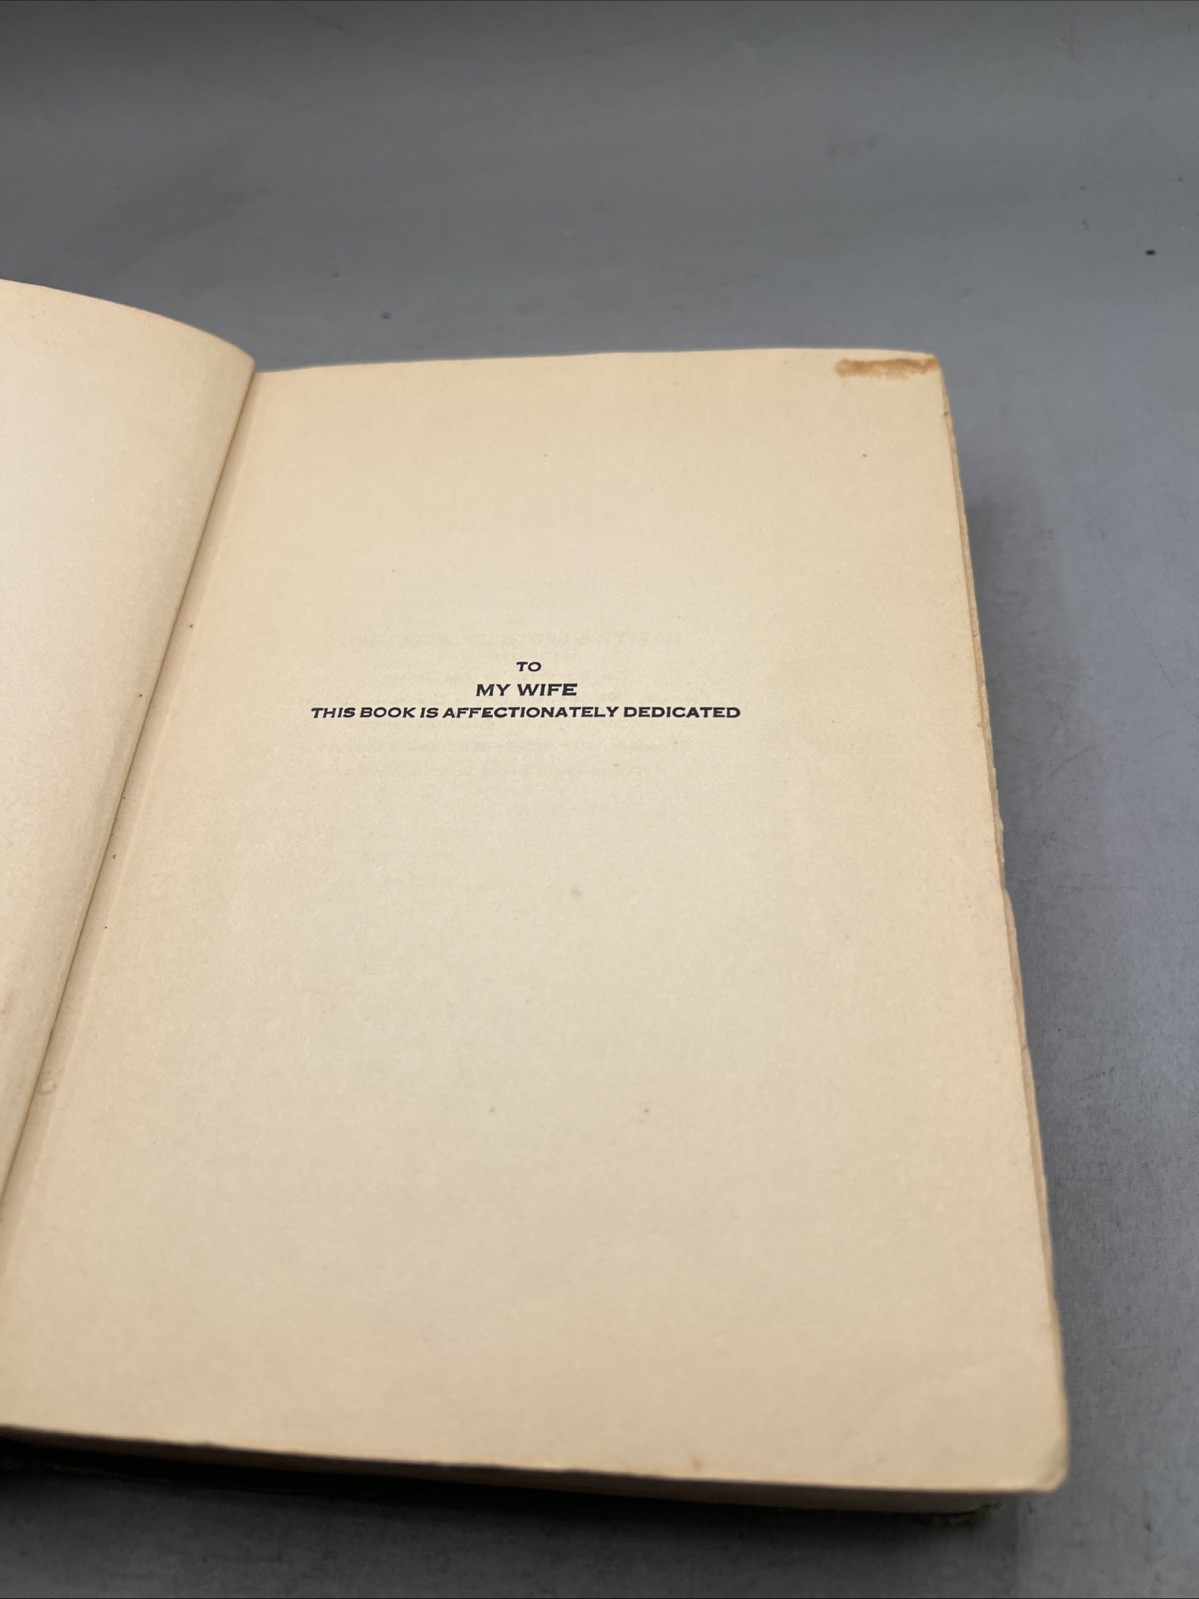 TO
MY WIFE
THIS BOOK IS AFFECTIONATELY DEDICATED